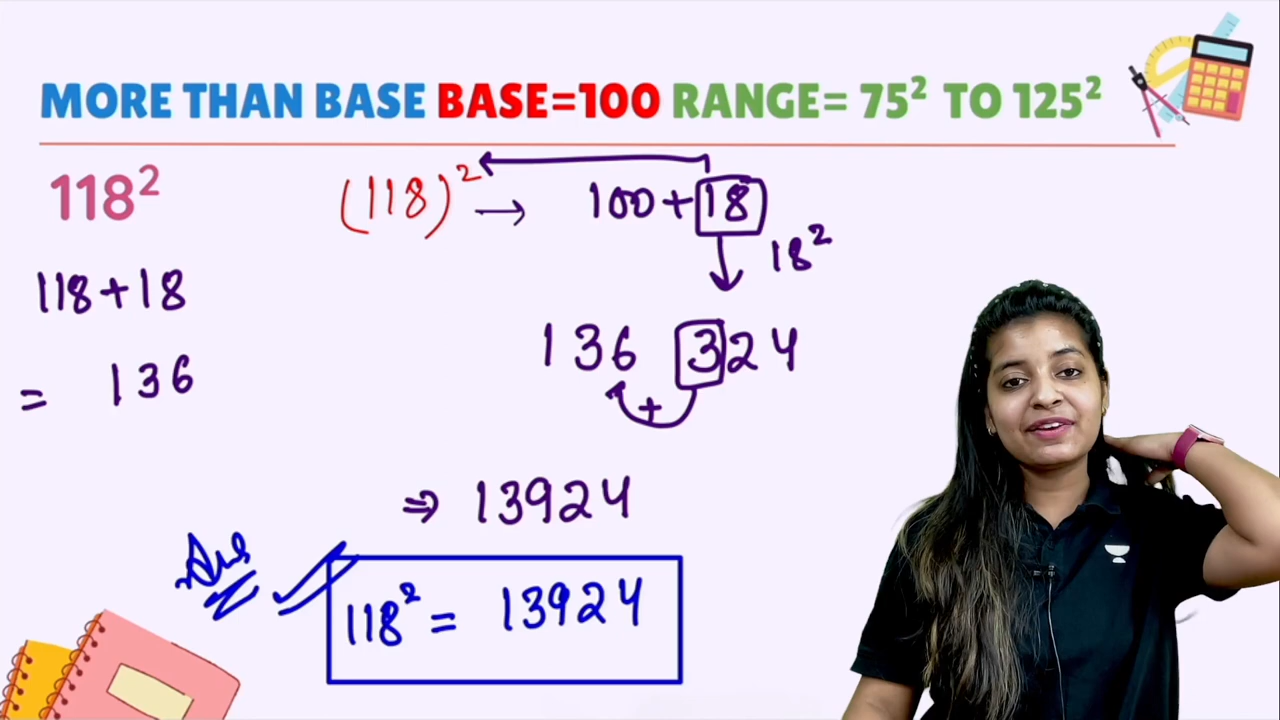 MORE THAN BASE BASE=100 RANGE= 75² TO 125²
118²
(118)² → 100+18
18²
118+18
= 136
136 324
+
⇒ 13924
Ans
118² = 13924